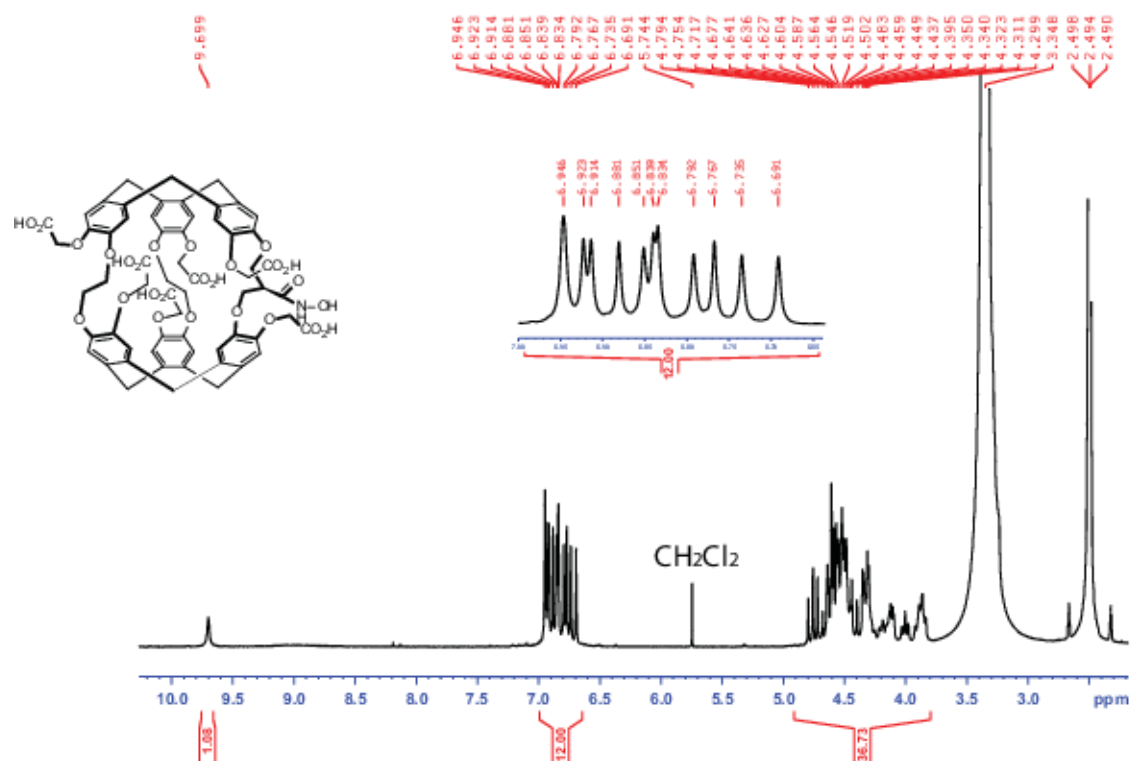 9.699
6.946
6.923
6.914
6.881
6.851
6.839
6.834
6.792
6.767
6.735
6.691
5.744
4.794
4.754
4.717
4.677
4.641
4.636
4.627
4.604
4.587
4.564
4.546
4.519
4.502
4.483
4.459
4.449
4.437
4.395
4.350
4.340
4.323
4.311
4.299
3.348
2.498
2.494
2.490
6.946
6.923
6.914
6.881
6.851
6.839
6.834
6.792
6.767
6.735
6.691
12.00
HO2C
O
O
O
O
O
O
HO2C
CO2H
CO2H
O
HO2C
N-OH
H
O
O
O
O
O
O
CO2H
CH2Cl2
10.0 9.5 9.0 8.5 8.0 7.5 7.0 6.5 6.0 5.5 5.0 4.5 4.0 3.5 3.0 ppm
1.08
12.00
36.73